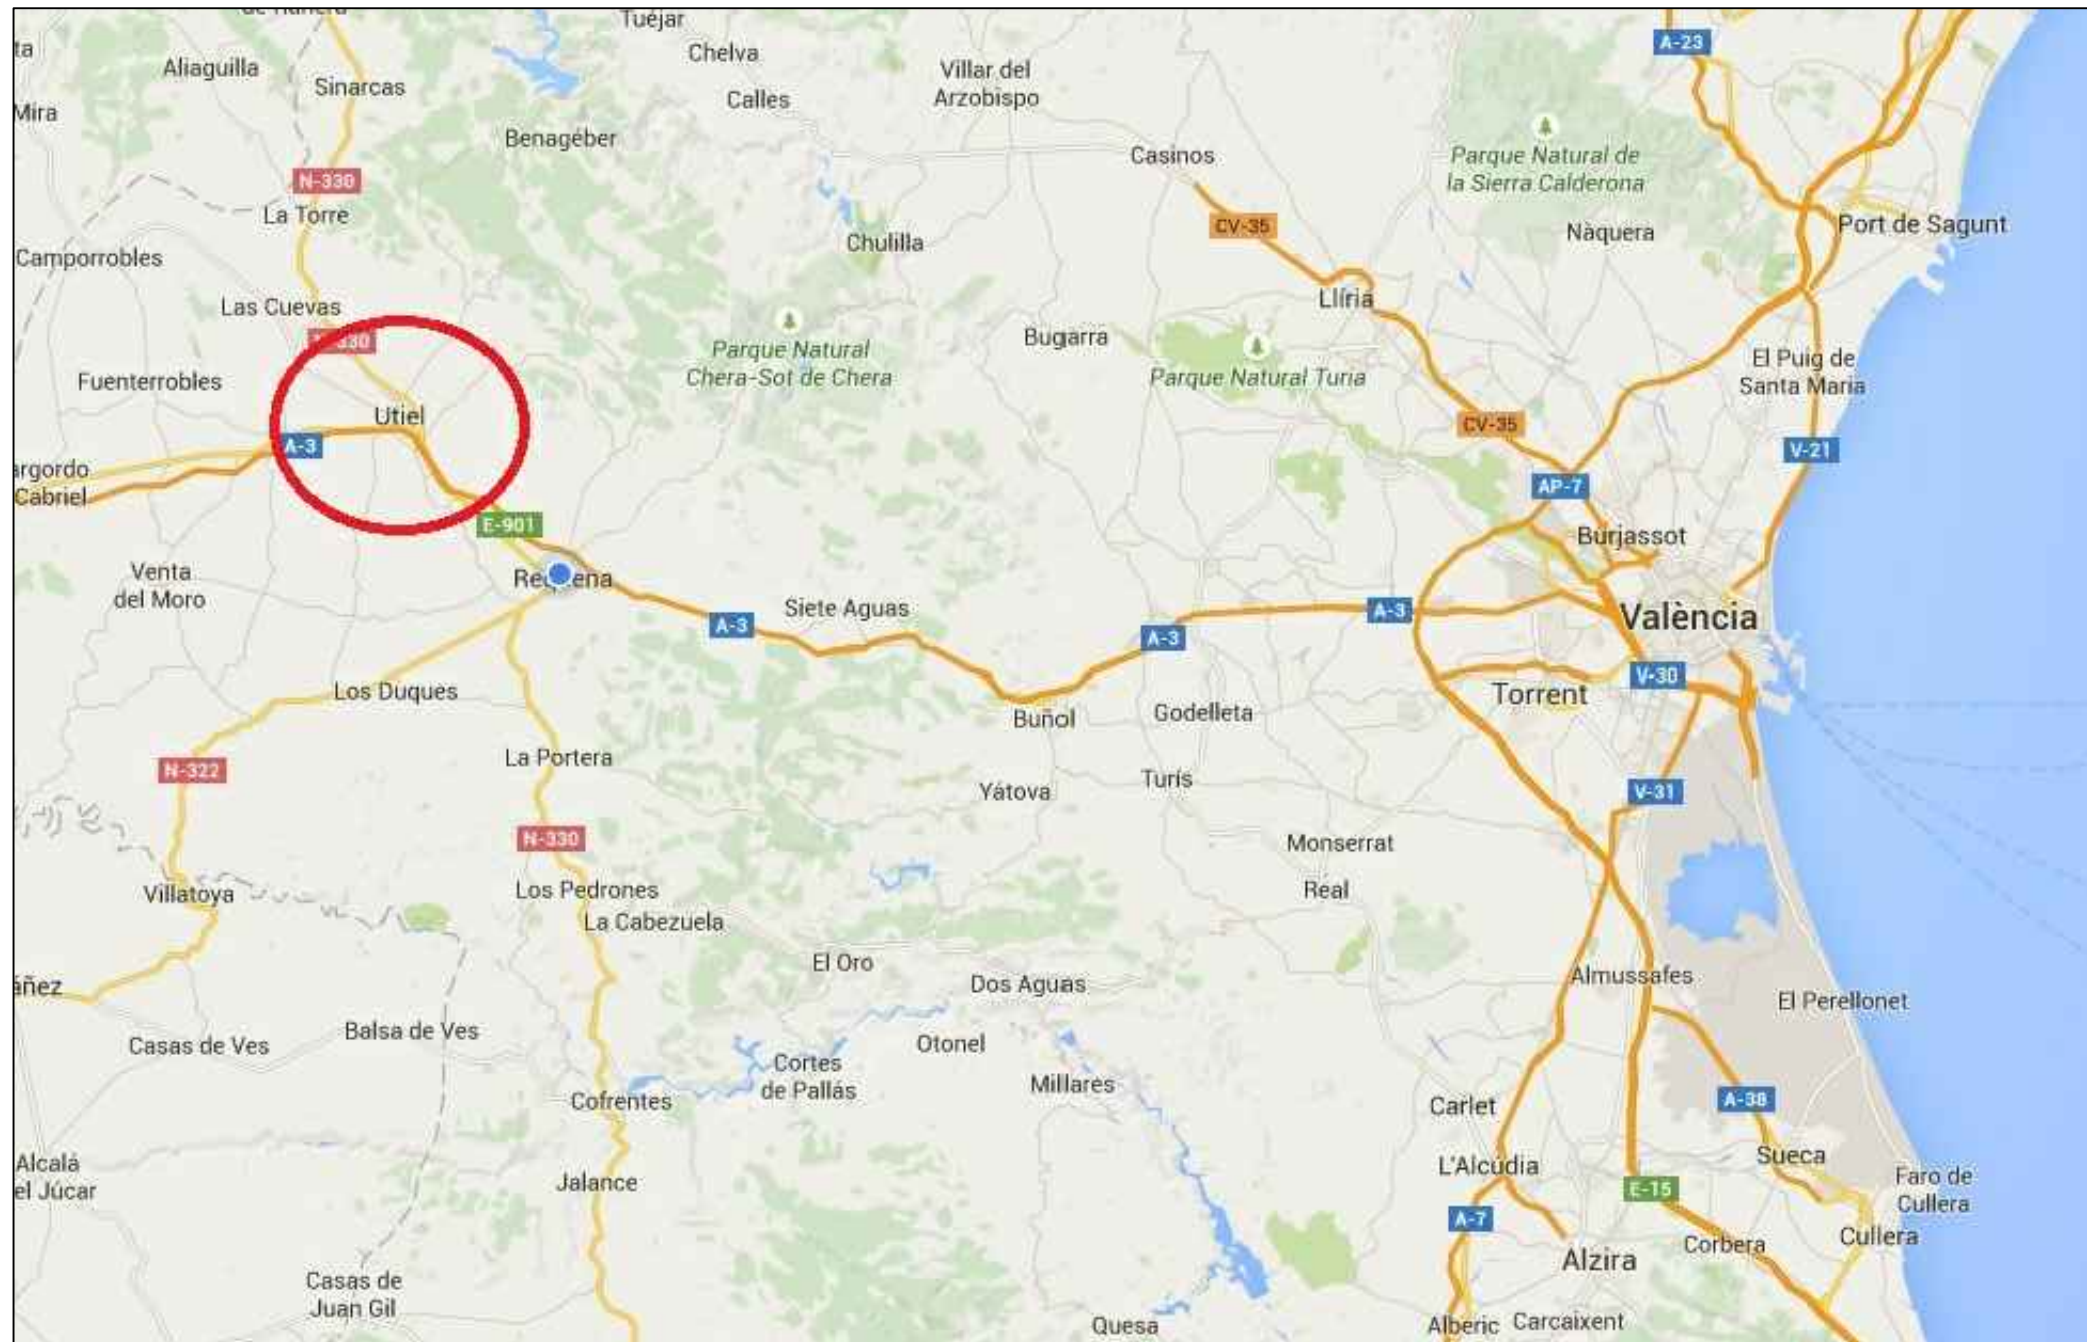 Tuéjar
A-23
ta
Aliaguilla
Sinarcas
Chelva
Calles
Villar del
Arzobispo
Mira
Benagéber
Casinos
Parque Natural de
la Sierra Calderona
N-330
La Torre
CV-35
Nàquera
Port de Sagunt
Chulilla
Camporrobles
Las Cuevas
Llíria
Bugarra
Parque Natural
Chera-Sot de Chera
Parque Natural Turia
El Puig de
Santa Maria
Fuenterrobles
Utiel
CV-35
A-3
V-21
argordo
Cabriel
AP-7
E-901
Burjassot
Venta
del Moro
Siete Aguas
A-3
A-3
A-3
València
V-30
Los Duques
Torrent
Buñol
Godelleta
La Portera
N-322
Yátova
Turís
V-31
N-330
Monserrat
Villatoya
Los Pedrones
Real
La Cabezuela
El Oro
Dos Aguas
Almussafes
áñez
El Perellonet
Casas de Ves
Balsa de Ves
Otonel
Cortes
de Pallás
Millares
Cofrentes
Carlet
A-38
Alcalá
el Júcar
L'Alcúdia
Sueca
Jalance
E-15
Faro de
Cullera
A-7
Cullera
Alzira
Corbera
Casas de
Juan Gil
Quesa
Alberic
Carcaixent